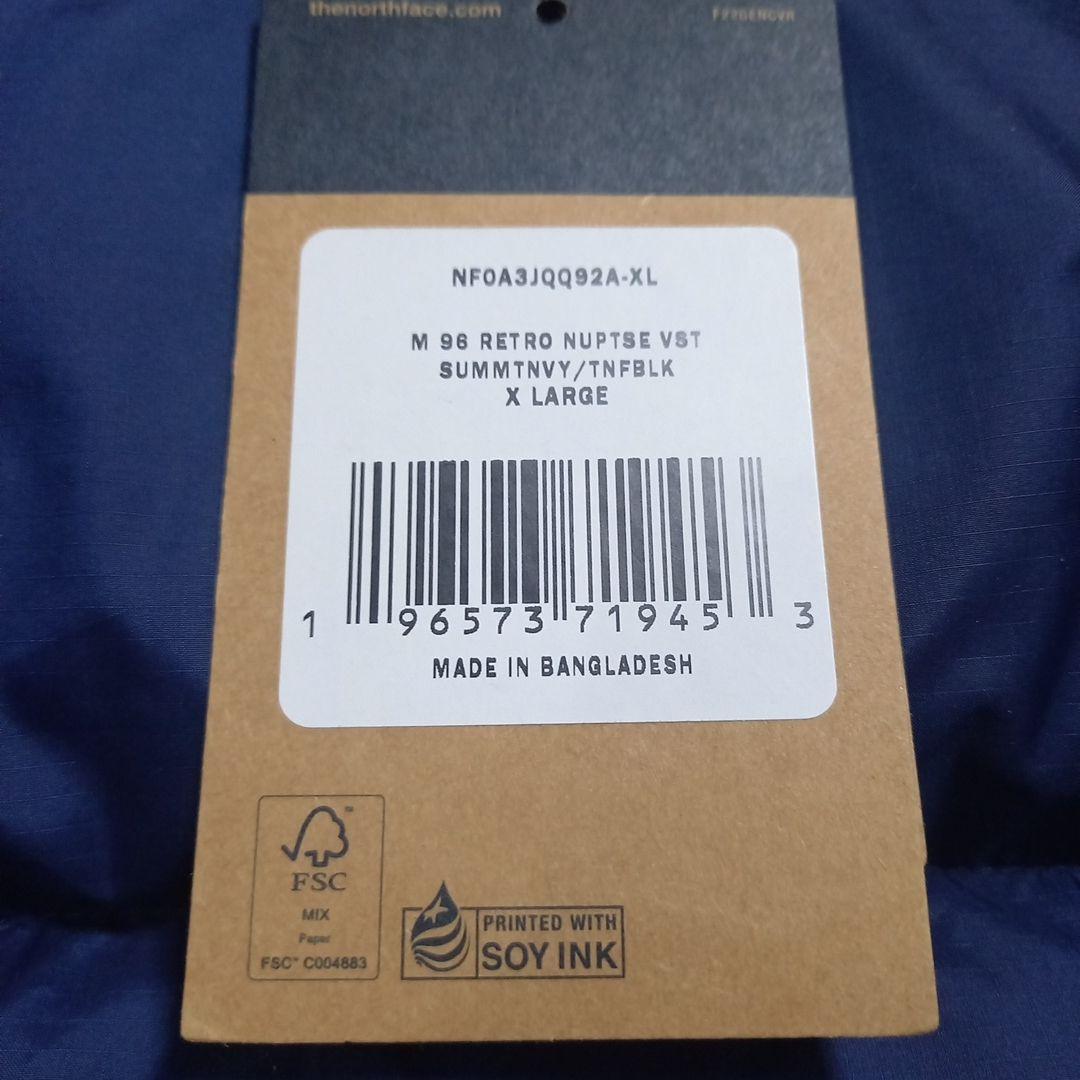 thenorthface.com
NF0A3JQQ92A-XL
M 96 RETRO NUPTSE VST
SUMMTNVY/TNFBLK
X LARGE
1 96573 71945 3
MADE IN BANGLADESH
FSC
MIX
Paper
FSC™ C004883
PRINTED WITH
SOY INK